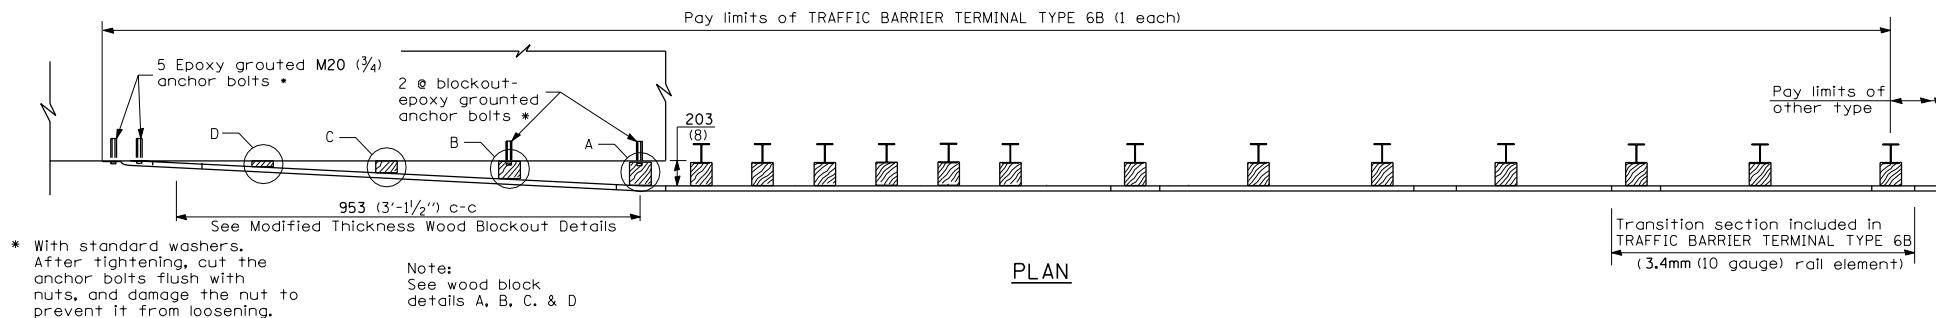 Pay limits of TRAFFIC BARRIER TERMINAL TYPE 6B (1 each)
5 Epoxy grouted M20 (3/4)
anchor bolts *
2 @ blockout-
epoxy grounted
anchor bolts *
D
C
B
A
203
(8)
Pay limits of
other type
953 (3'-1 1/2") c-c
See Modified Thickness Wood Blockout Details
* With standard washers.
After tightening, cut the
anchor bolts flush with
nuts, and damage the nut to
prevent it from loosening.
Note:
See wood block
details A, B, C. & D
PLAN
Transition section included in
TRAFFIC BARRIER TERMINAL TYPE 6B
(3.4mm (10 gauge) rail element)